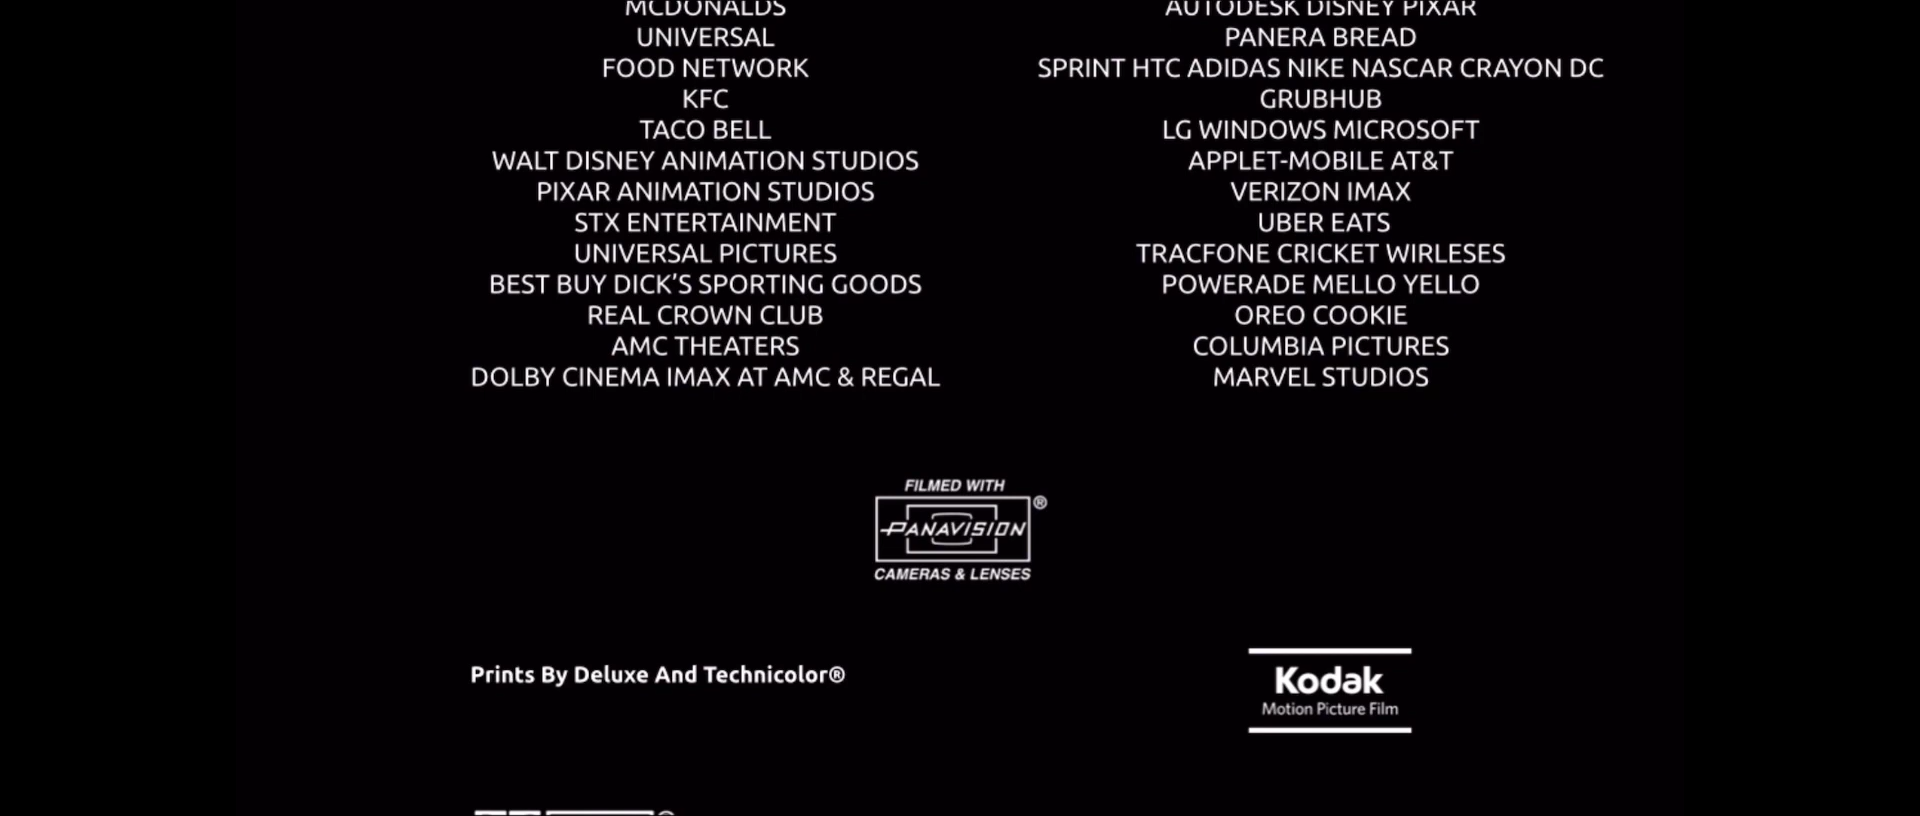 MCDONALDS
UNIVERSAL
FOOD NETWORK
KFC
TACO BELL
WALT DISNEY ANIMATION STUDIOS
PIXAR ANIMATION STUDIOS
STX ENTERTAINMENT
UNIVERSAL PICTURES
BEST BUY DICK'S SPORTING GOODS
REAL CROWN CLUB
AMC THEATERS
DOLBY CINEMA IMAX AT AMC & REGAL
AUTODESK DISNEY PIXAR
PANERA BREAD
SPRINT HTC ADIDAS NIKE NASCAR CRAYON DC
GRUBHUB
LG WINDOWS MICROSOFT
APPLET-MOBILE AT&T
VERIZON IMAX
UBER EATS
TRACFONE CRICKET WIRLESES
POWERADE MELLO YELLO
OREO COOKIE
COLUMBIA PICTURES
MARVEL STUDIOS
FILMED WITH
PANAVISION®
CAMERAS & LENSES
Prints By Deluxe And Technicolor®
Kodak
Motion Picture Film